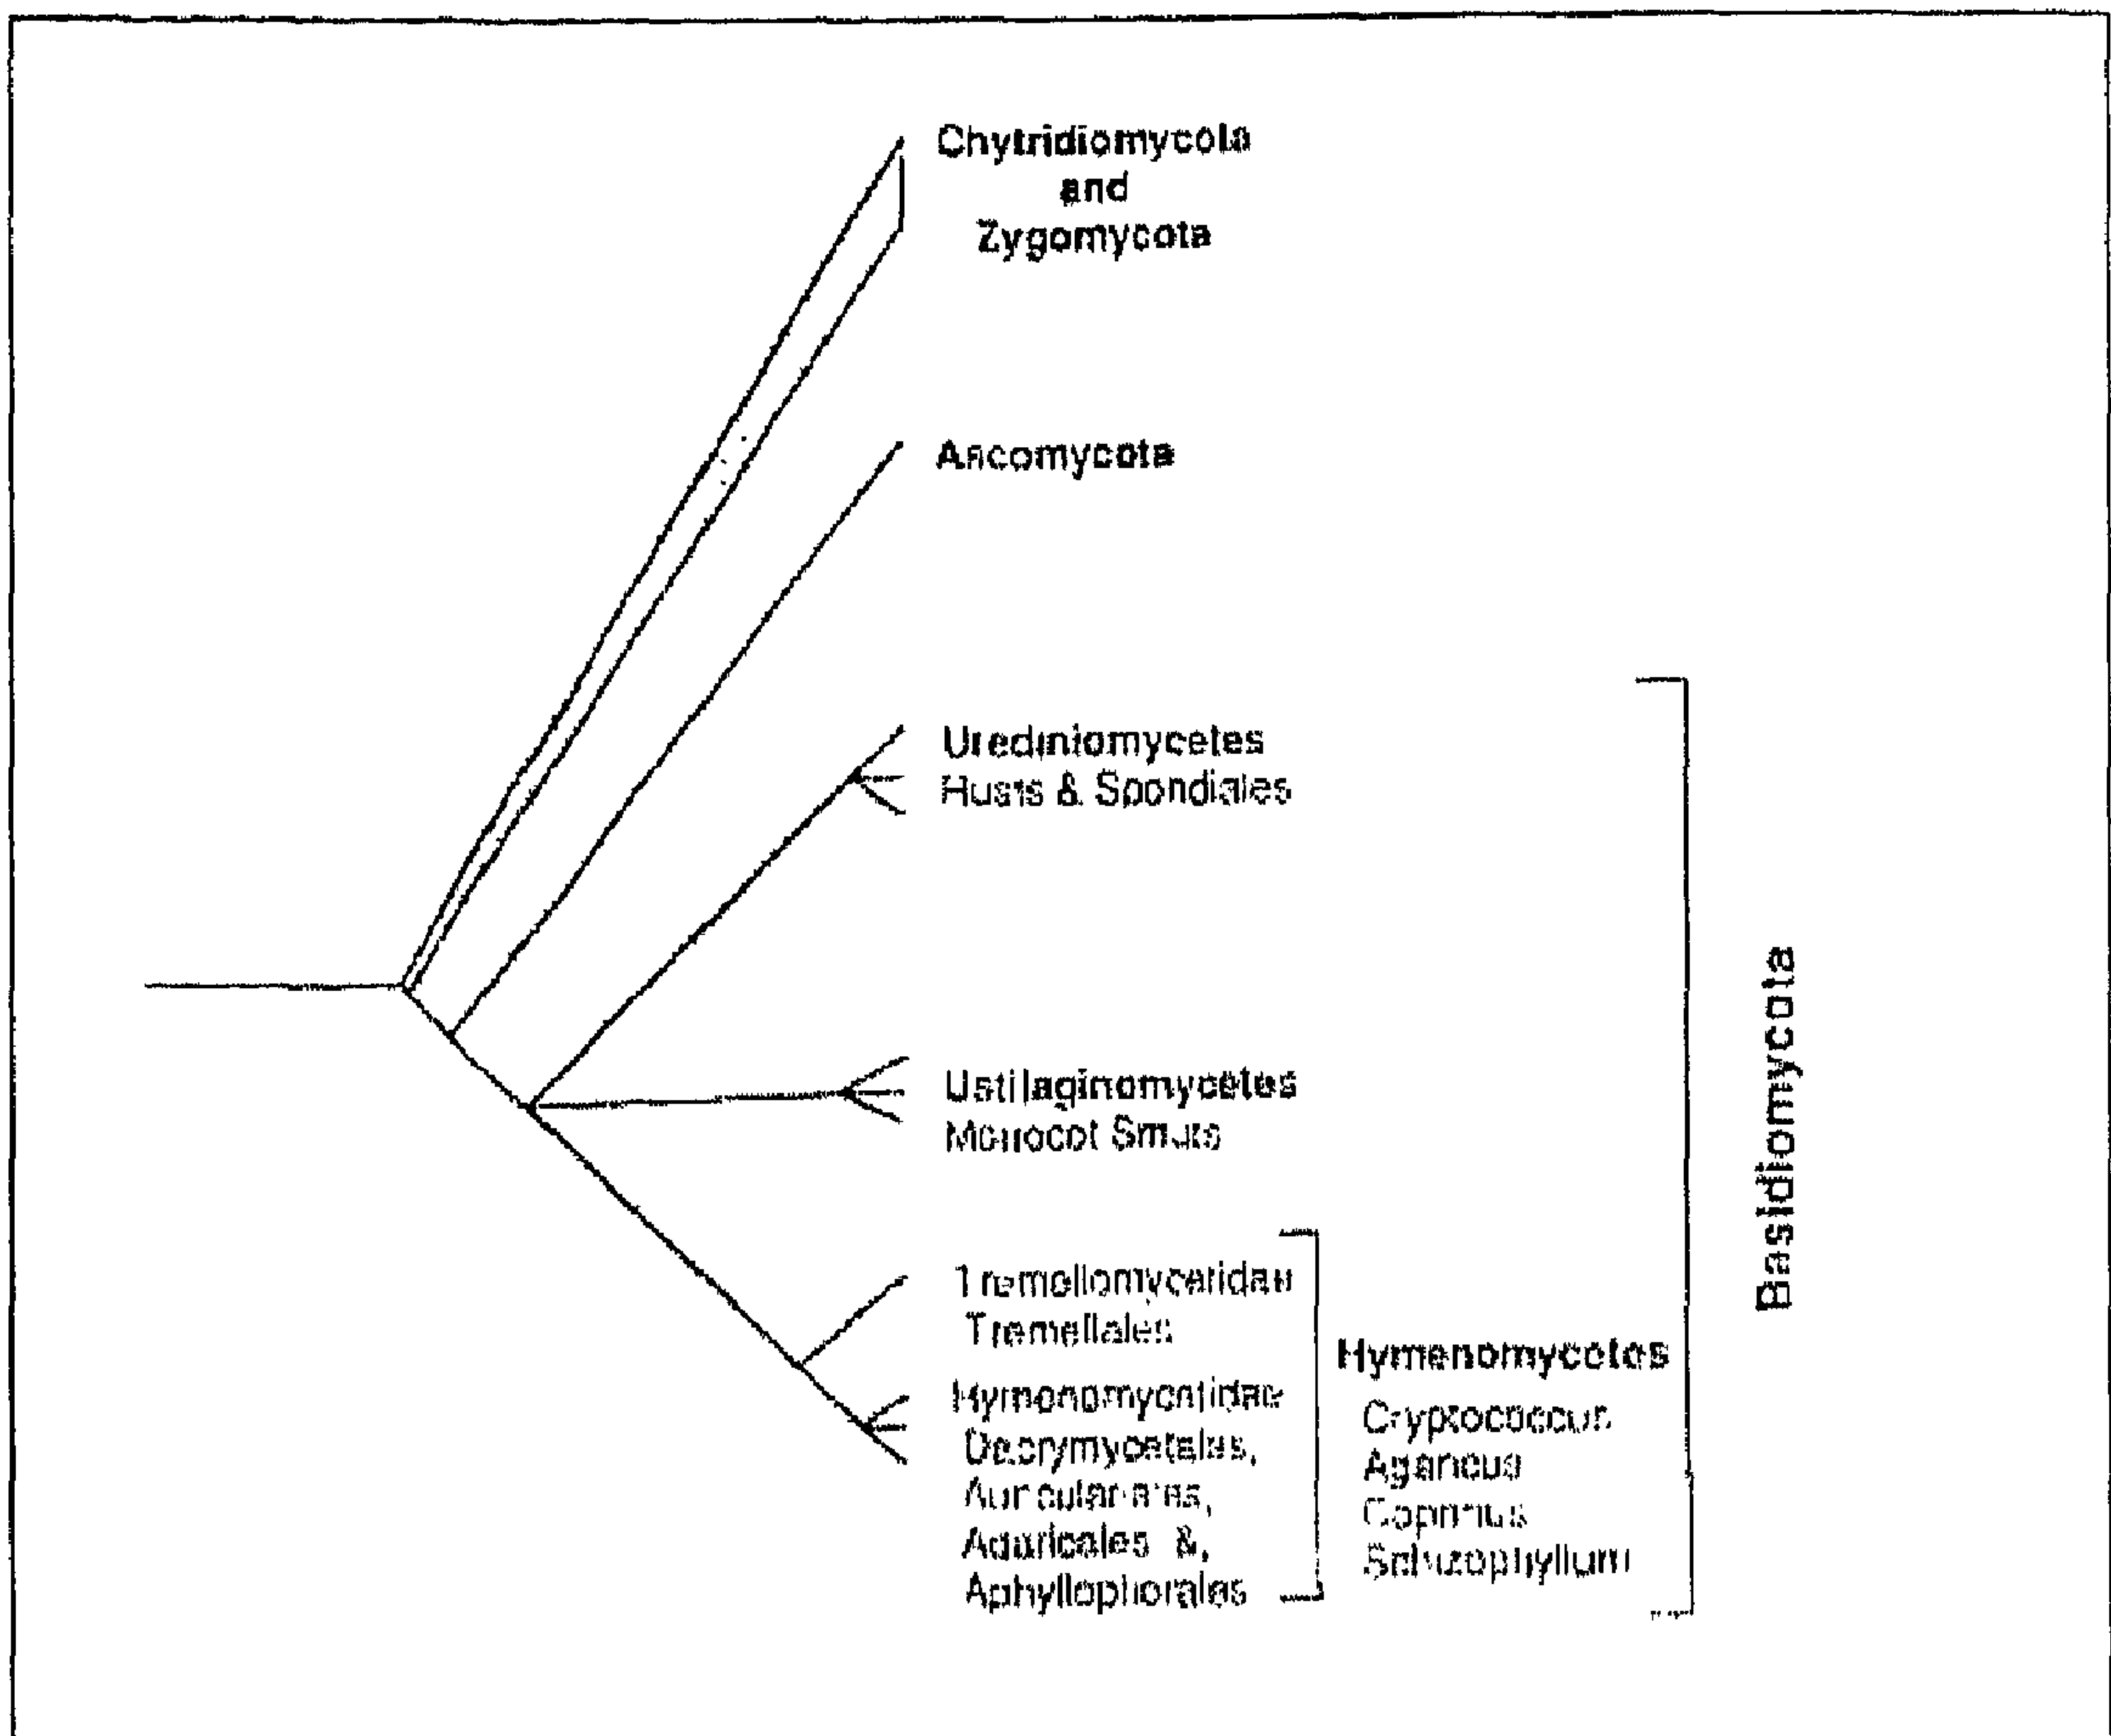 Chytridiomycota
and
Zygomycota
Ascomycota
Urediniomycetes
Rusts & Sporidiales
Ustilaginomycetes
Monocot Smuts
Tremellomycetidae
Tremellales
Hymenomycetidae
Dacrymycetales,
Auriculariales,
Agaricales &,
Aphyllophorales
Hymenomycetes
Cryptococcus
Agaricus
Coprinus
Schizophyllum
Basidiomycota